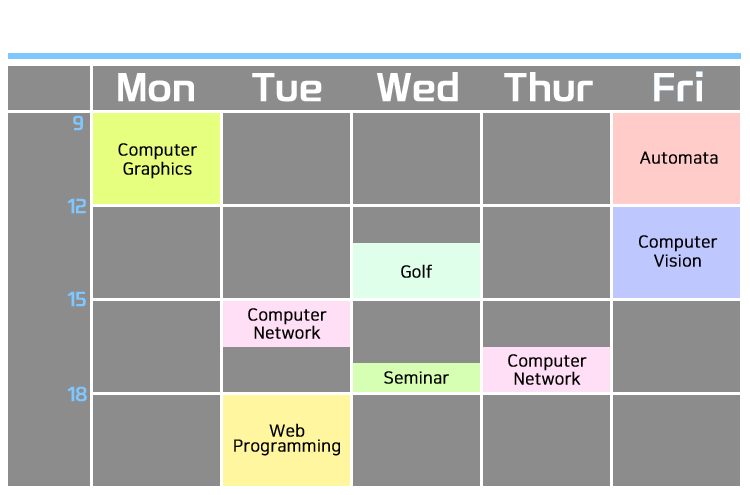 Mon Tue Wed Thur Fri
9
Computer
Graphics
Automata
12
Golf
Computer
Vision
15
Computer
Network
Seminar
Computer
Network
18
Web
Programming